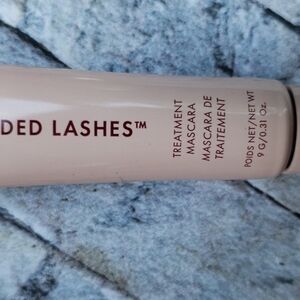 DED LASHES™
TREATMENT
MASCARA
MASCARA DE
TRAITEMENT
POIDS NET/NET WT
9 G/0.31 Oz.